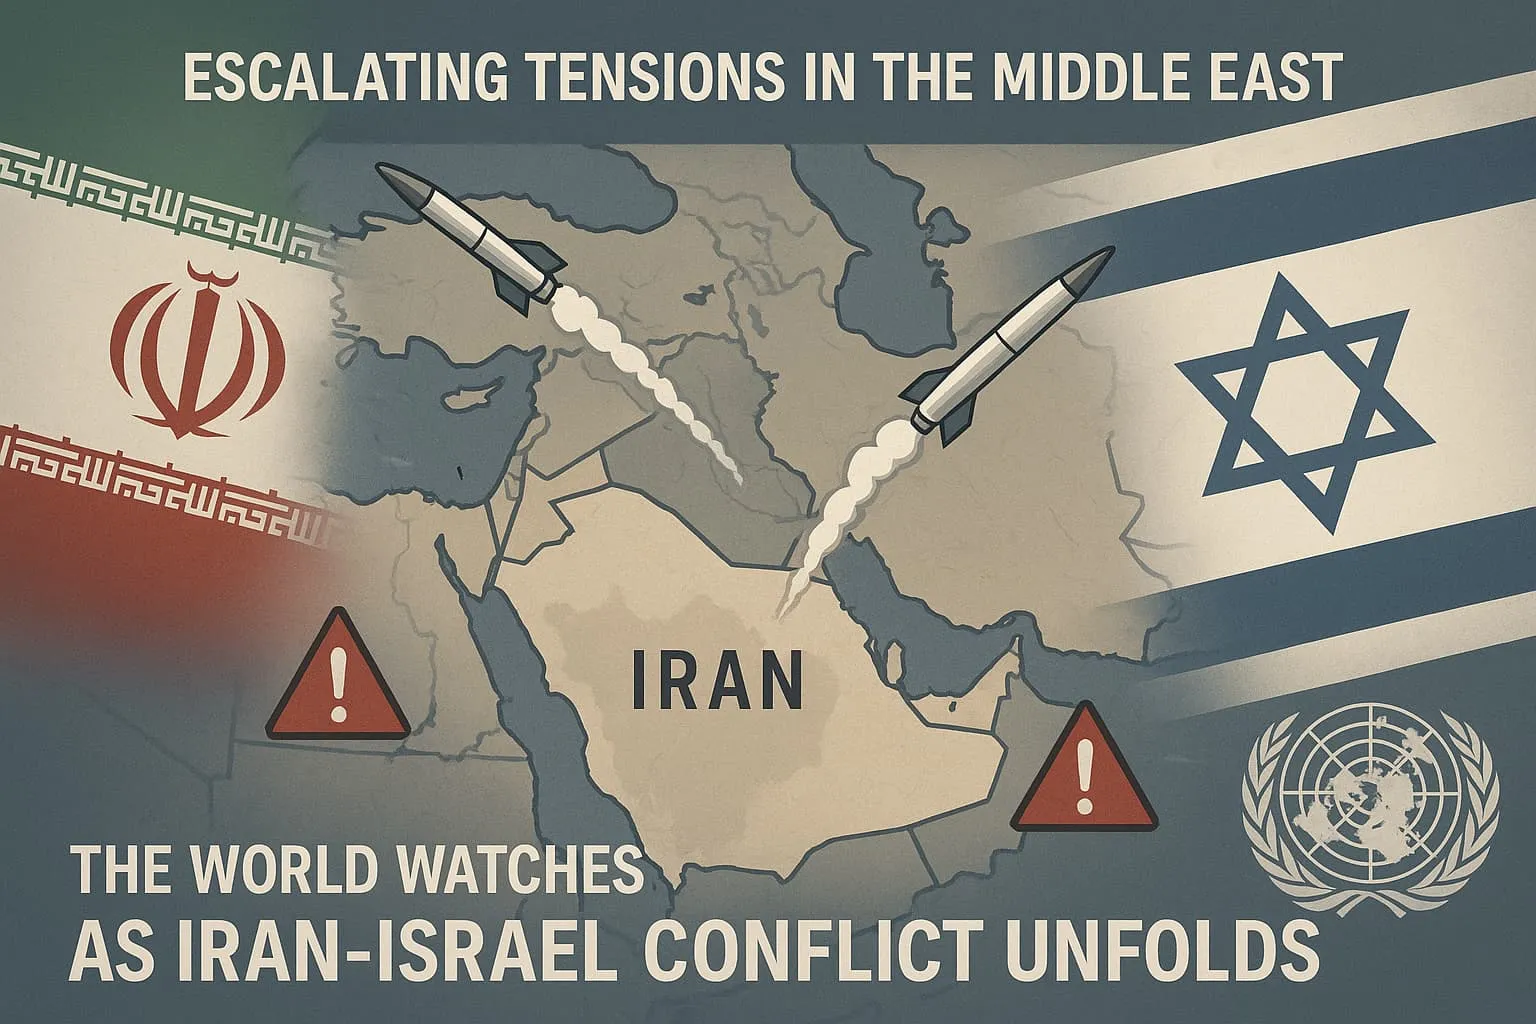 ESCALATING TENSIONS IN THE MIDDLE EAST
IRAN
THE WORLD WATCHES
AS IRAN-ISRAEL CONFLICT UNFOLDS